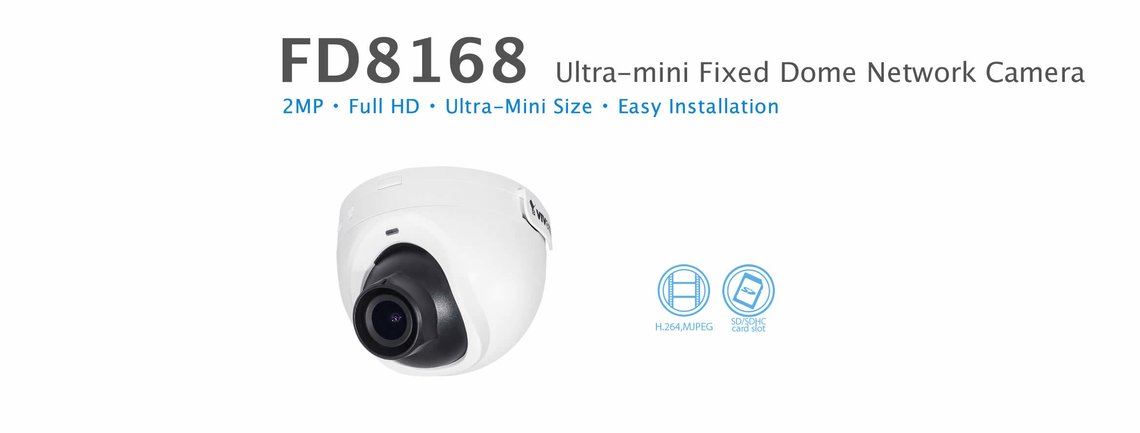 FD8168 Ultra-mini Fixed Dome Network Camera
2MP • Full HD • Ultra-Mini Size • Easy Installation
H.264,MJPEG
SD/SDHC
card slot